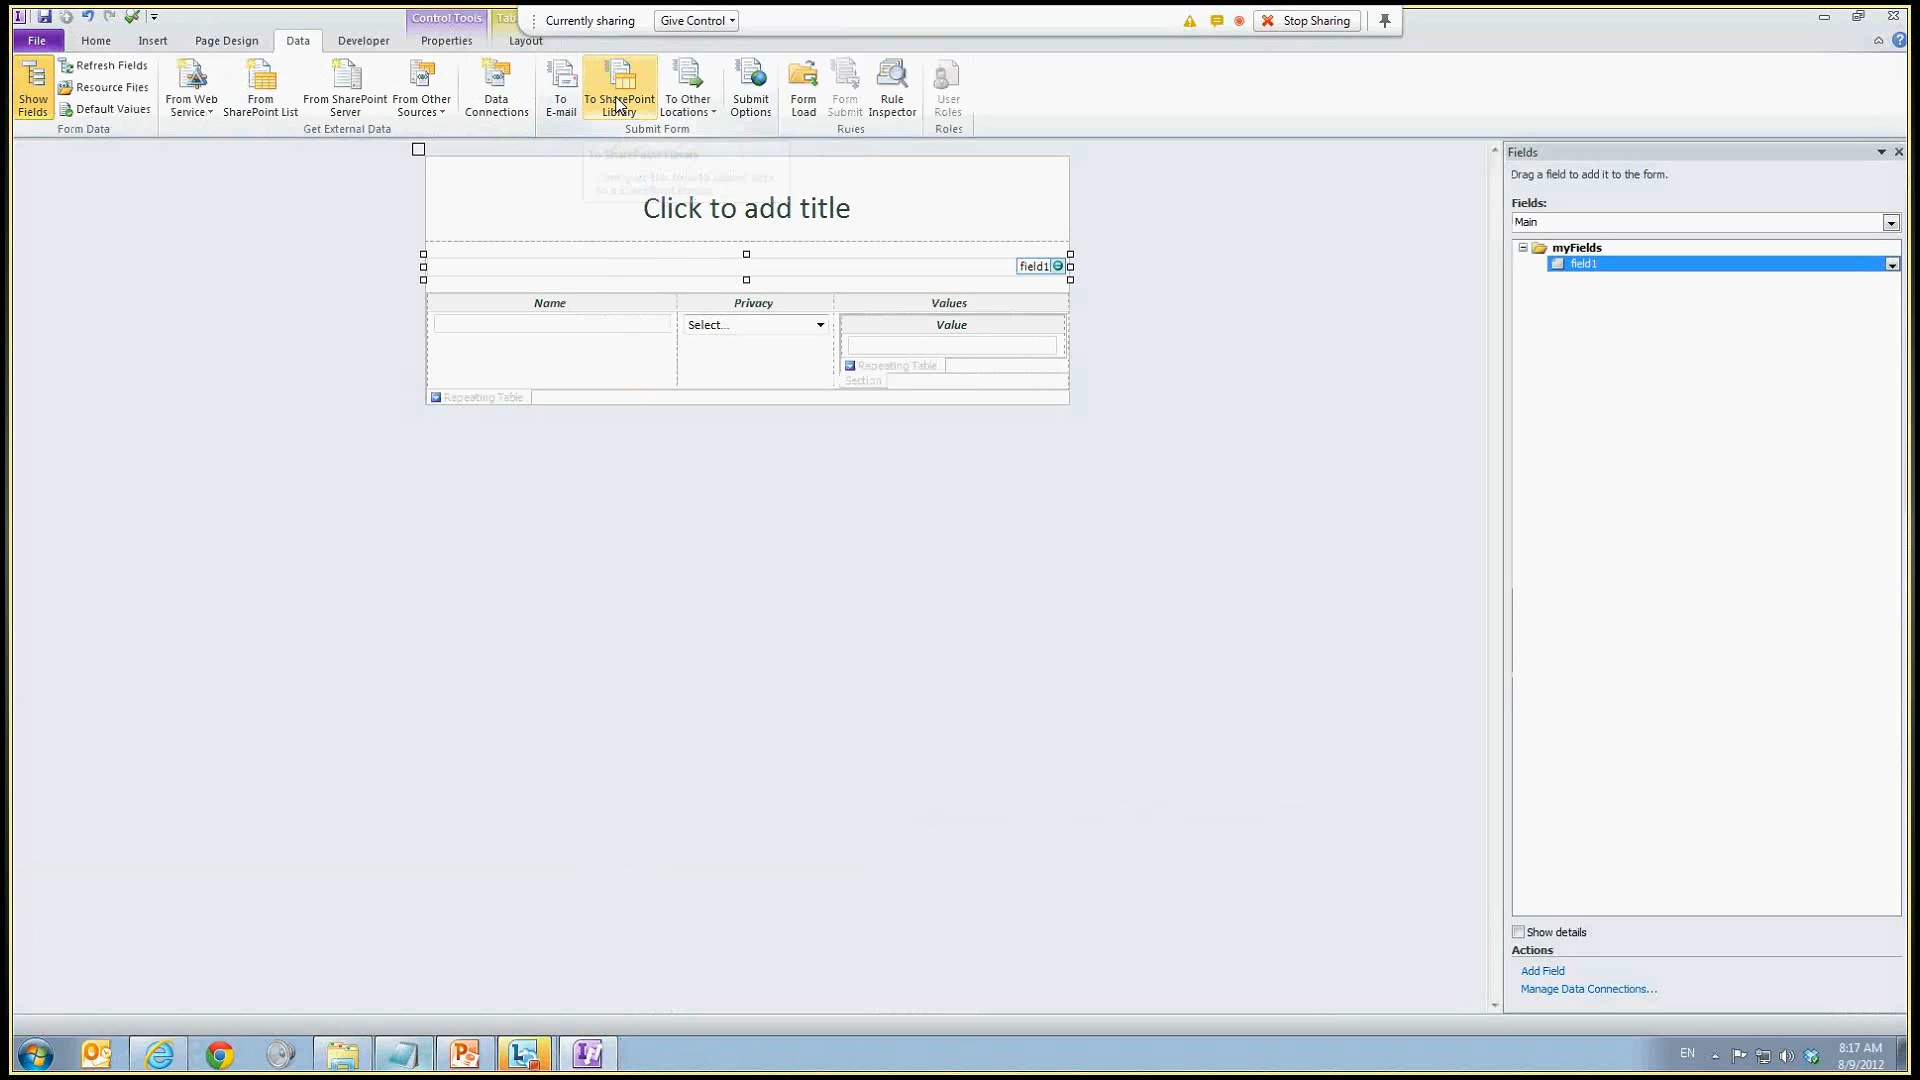 Control Tools
Currently sharing
Give Control
Stop Sharing
File
Home
Insert
Page Design
Data
Developer
Properties
Layout
Show Fields
Refresh Fields
Resource Files
Default Values
From Web Service
From SharePoint List
From SharePoint Server
From Other Sources
Data Connections
To E-mail
To SharePoint Library
To Other Locations
Submit Options
Form Load
Form Submit
Rule Inspector
User Roles
Form Data
Get External Data
Submit Form
Rules
Roles
To SharePoint Library
Click to add title
field1
Name
Privacy
Values
Select...
Value
Repeating Table
Section
Repeating Table
Fields
Drag a field to add it to the form.
Fields:
Main
myFields
field1
Show details
Actions
Add Field
Manage Data Connections...
EN
8:17 AM
8/9/2012